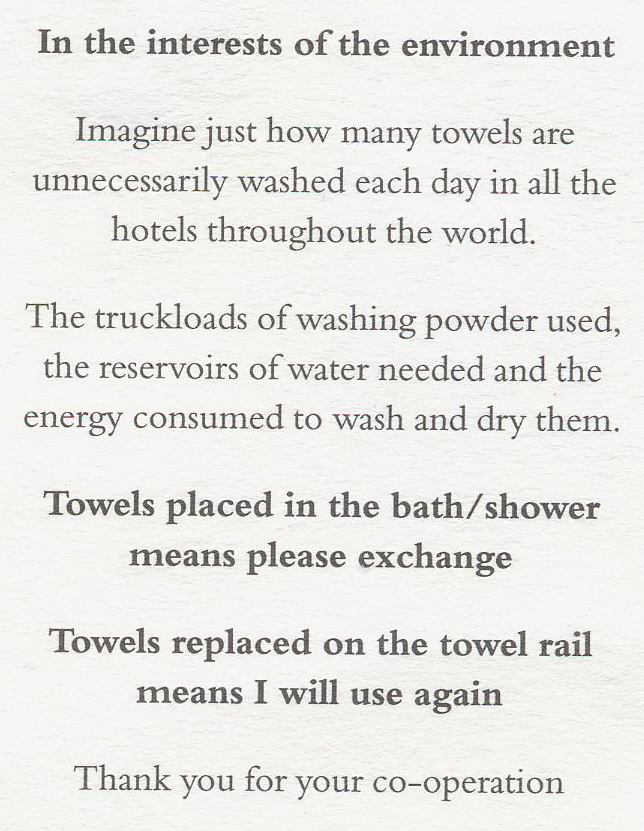 In the interests of the environment
Imagine just how many towels are
unnecessarily washed each day in all the
hotels throughout the world.
The truckloads of washing powder used,
the reservoirs of water needed and the
energy consumed to wash and dry them.
Towels placed in the bath/shower
means please exchange
Towels replaced on the towel rail
means I will use again
Thank you for your co-operation